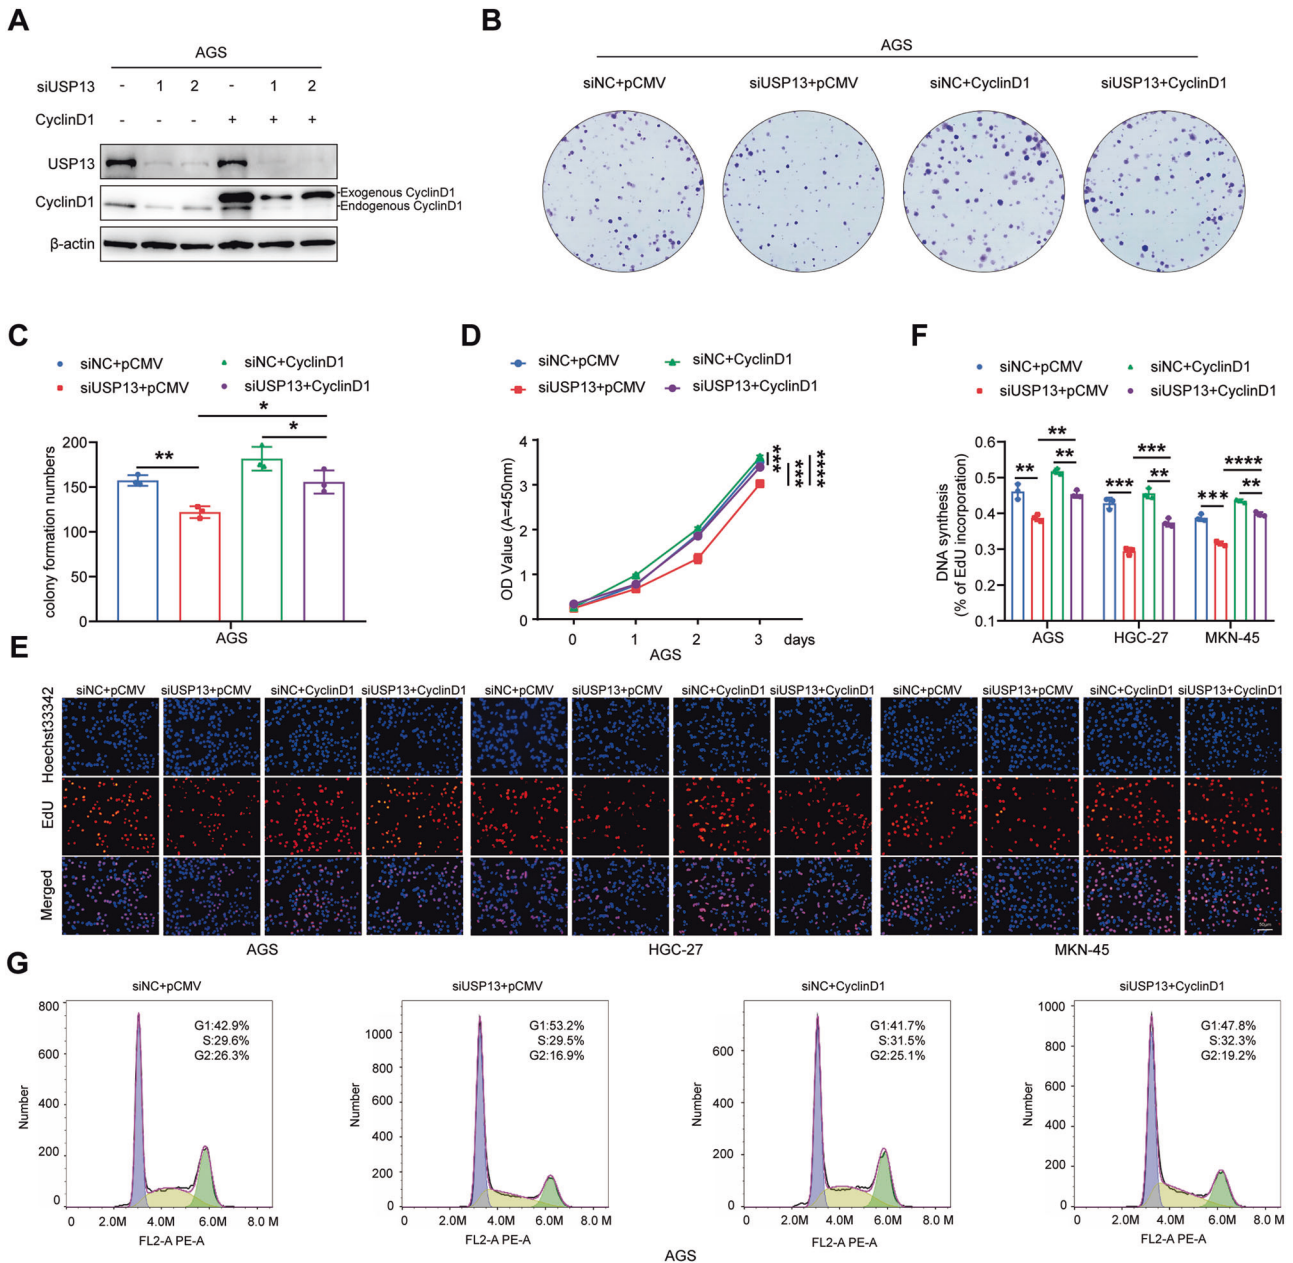 A
AGS
siUSP13 - 1 2 - 1 2
CyclinD1 - - - + + +
USP13
CyclinD1
Exogenous CyclinD1
Endogenous CyclinD1
β-actin
B
AGS
siNC+pCMV siUSP13+pCMV siNC+CyclinD1 siUSP13+CyclinD1
C
siNC+pCMV siNC+CyclinD1
siUSP13+pCMV siUSP13+CyclinD1
colony formation numbers
200
150
100
50
0
**
*
*
AGS
D
siNC+pCMV siNC+CyclinD1
siUSP13+pCMV siUSP13+CyclinD1
OD Value (A=450nm)
4
3
2
1
0
0 1 2 3 days
AGS
***
***
****
F
siNC+pCMV siNC+CyclinD1
siUSP13+pCMV siUSP13+CyclinD1
DNA synthesis
(% of EdU incorporation)
0.6
0.5
0.4
0.3
0.2
0.1
** ** **
*** *** **
*** **** **
AGS HGC-27 MKN-45
E
siNC+pCMV siUSP13+pCMV siNC+CyclinD1 siUSP13+CyclinD1 siNC+pCMV siUSP13+pCMV siNC+CyclinD1 siUSP13+CyclinD1 siNC+pCMV siUSP13+pCMV siNC+CyclinD1 siUSP13+CyclinD1
Hoechst33342
EdU
Merged
AGS HGC-27 MKN-45
G
siNC+pCMV
G1:42.9%
S:29.6%
G2:26.3%
Number
800
600
400
200
0
0 2.0M 4.0M 6.0M 8.0 M
FL2-A PE-A
siUSP13+pCMV
G1:53.2%
S:29.5%
G2:16.9%
Number
1000
800
600
400
200
0
0 2.0M 4.0M 6.0M 8.0 M
FL2-A PE-A
siNC+CyclinD1
G1:41.7%
S:31.5%
G2:25.1%
Number
600
400
200
0
0 2.0M 4.0M 6.0M 8.0 M
FL2-A PE-A
siUSP13+CyclinD1
G1:47.8%
S:32.3%
G2:19.2%
Number
1000
800
600
400
200
0
0 2.0M 4.0M 6.0M 8.0 M
FL2-A PE-A
AGS